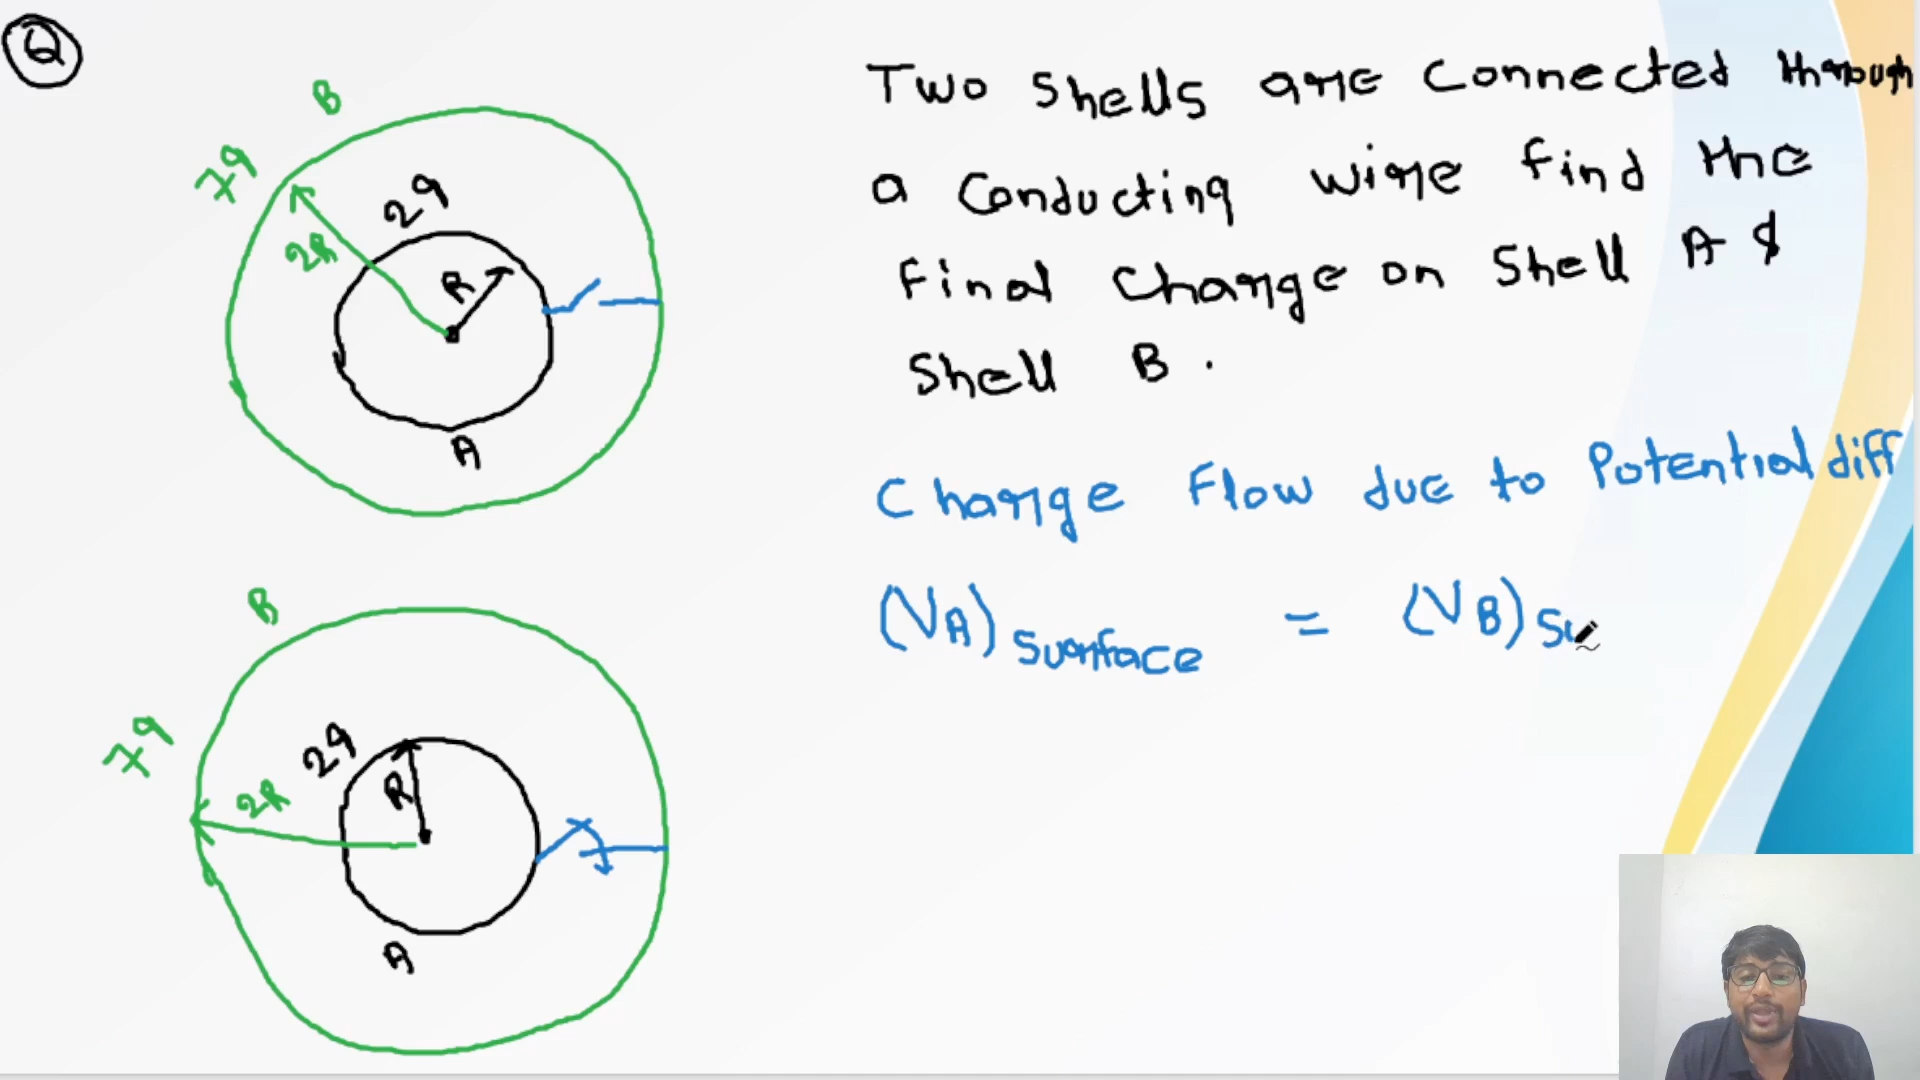 Q
B
7q
2q
2R
R
A
Two Shells are Connected through
a Conducting wire find the
Final Charge on Shell A &
Shell B.
Charge Flow due to Potential diff
(VA)surface = (VB)Su
B
7q
2q
2R
R
A